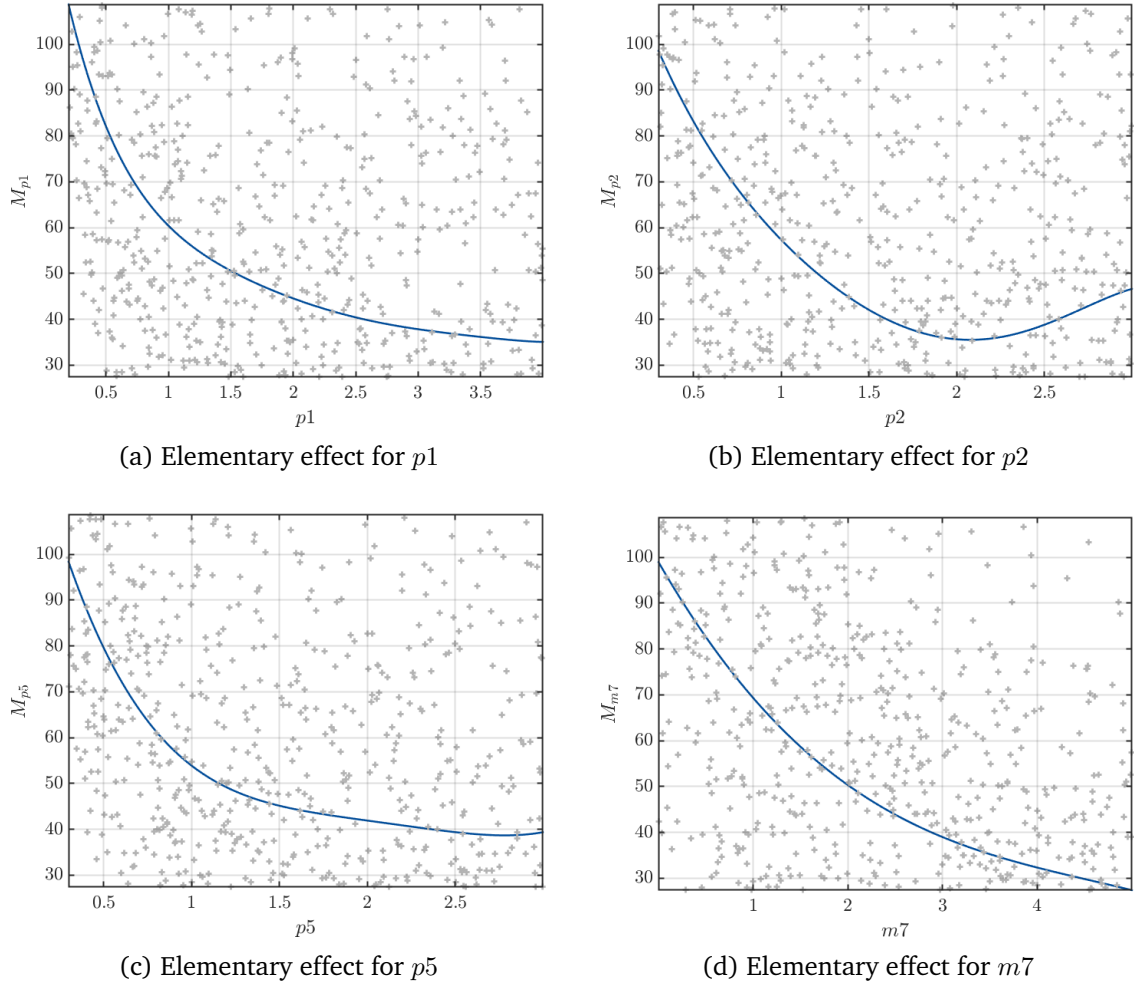 100
90
80
70
60
50
40
30
M_{p1}
0.5 1 1.5 2 2.5 3 3.5
p1
(a) Elementary effect for p1
100
90
80
70
60
50
40
30
M_{p2}
0.5 1 1.5 2 2.5
p2
(b) Elementary effect for p2
100
90
80
70
60
50
40
30
M_{p5}
0.5 1 1.5 2 2.5
p5
(c) Elementary effect for p5
100
90
80
70
60
50
40
30
M_{m7}
1 2 3 4
m7
(d) Elementary effect for m7